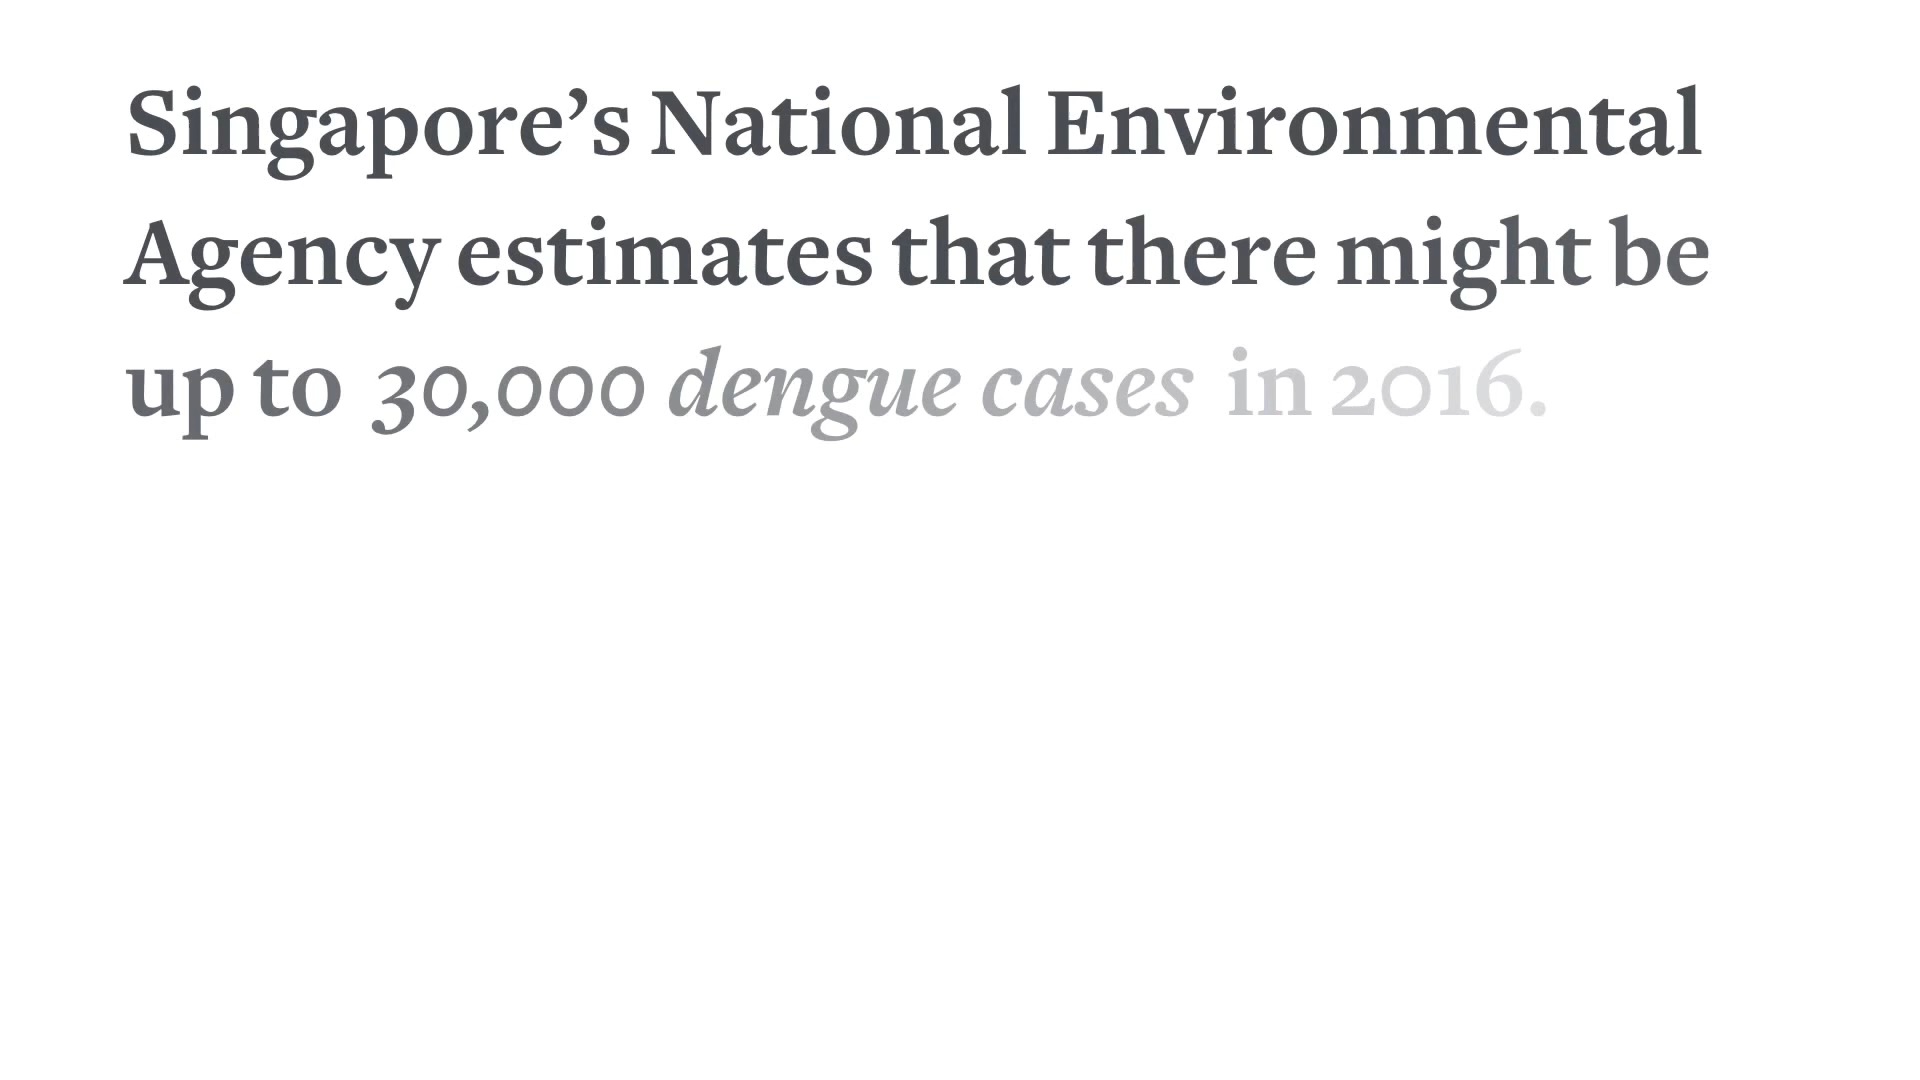 Singapore’s National Environmental
Agency estimates that there might be
up to 30,000 dengue cases in 2016.